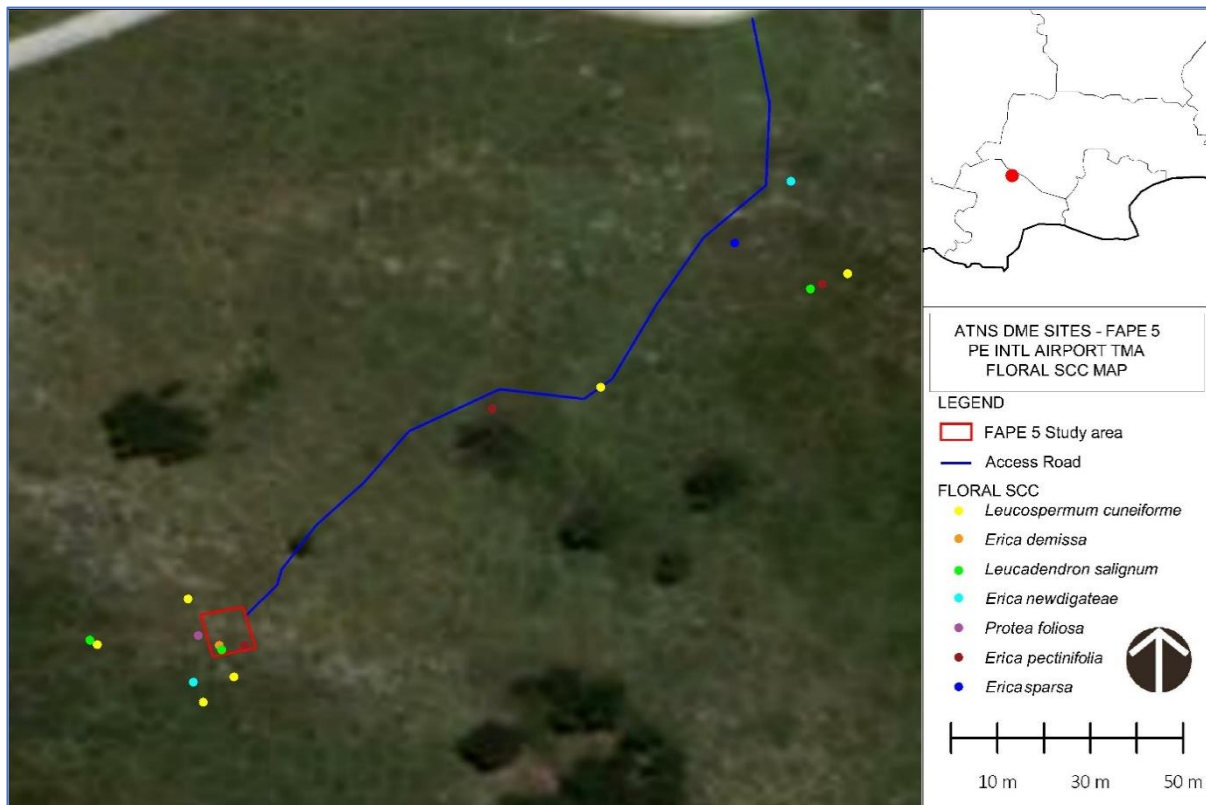 ATNS DME SITES - FAPE 5
PE INTL AIRPORT TMA
FLORAL SCC MAP
LEGEND
FAPE 5 Study area
Access Road
FLORAL SCC
Leucospermum cuneiforme
Erica demissa
Leucadendron salignum
Erica newdigateae
Protea foliosa
Erica pectinifolia
Erica sparsa
10 m 30 m 50 m